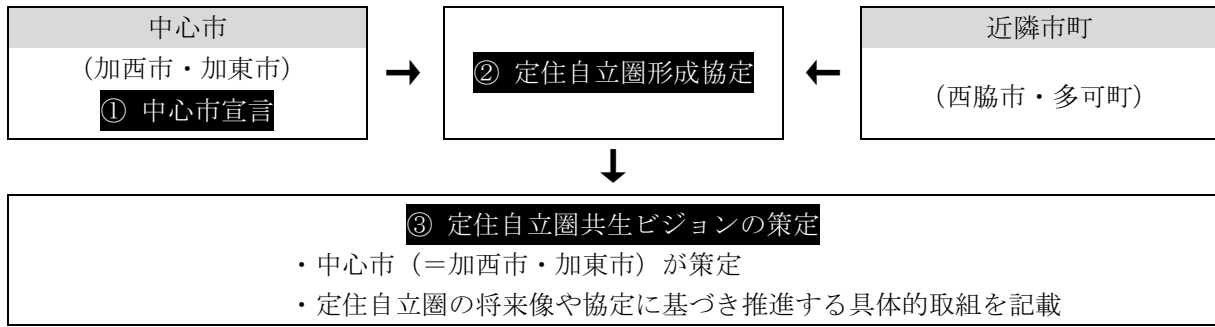 中心市
（加西市・加東市）
① 中心市宣言
② 定住自立圏形成協定
近隣市町
（西脇市・多可町）
③ 定住自立圏共生ビジョンの策定
・中心市（＝加西市・加東市）が策定
・定住自立圏の将来像や協定に基づき推進する具体的取組を記載